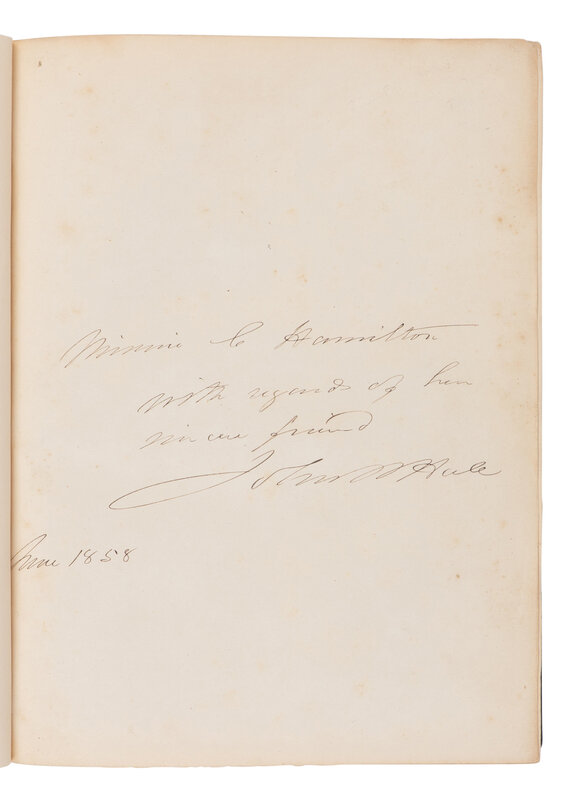 Minnie C Hamilton
with regards of her
sincere friend
John W Hale
June 1858